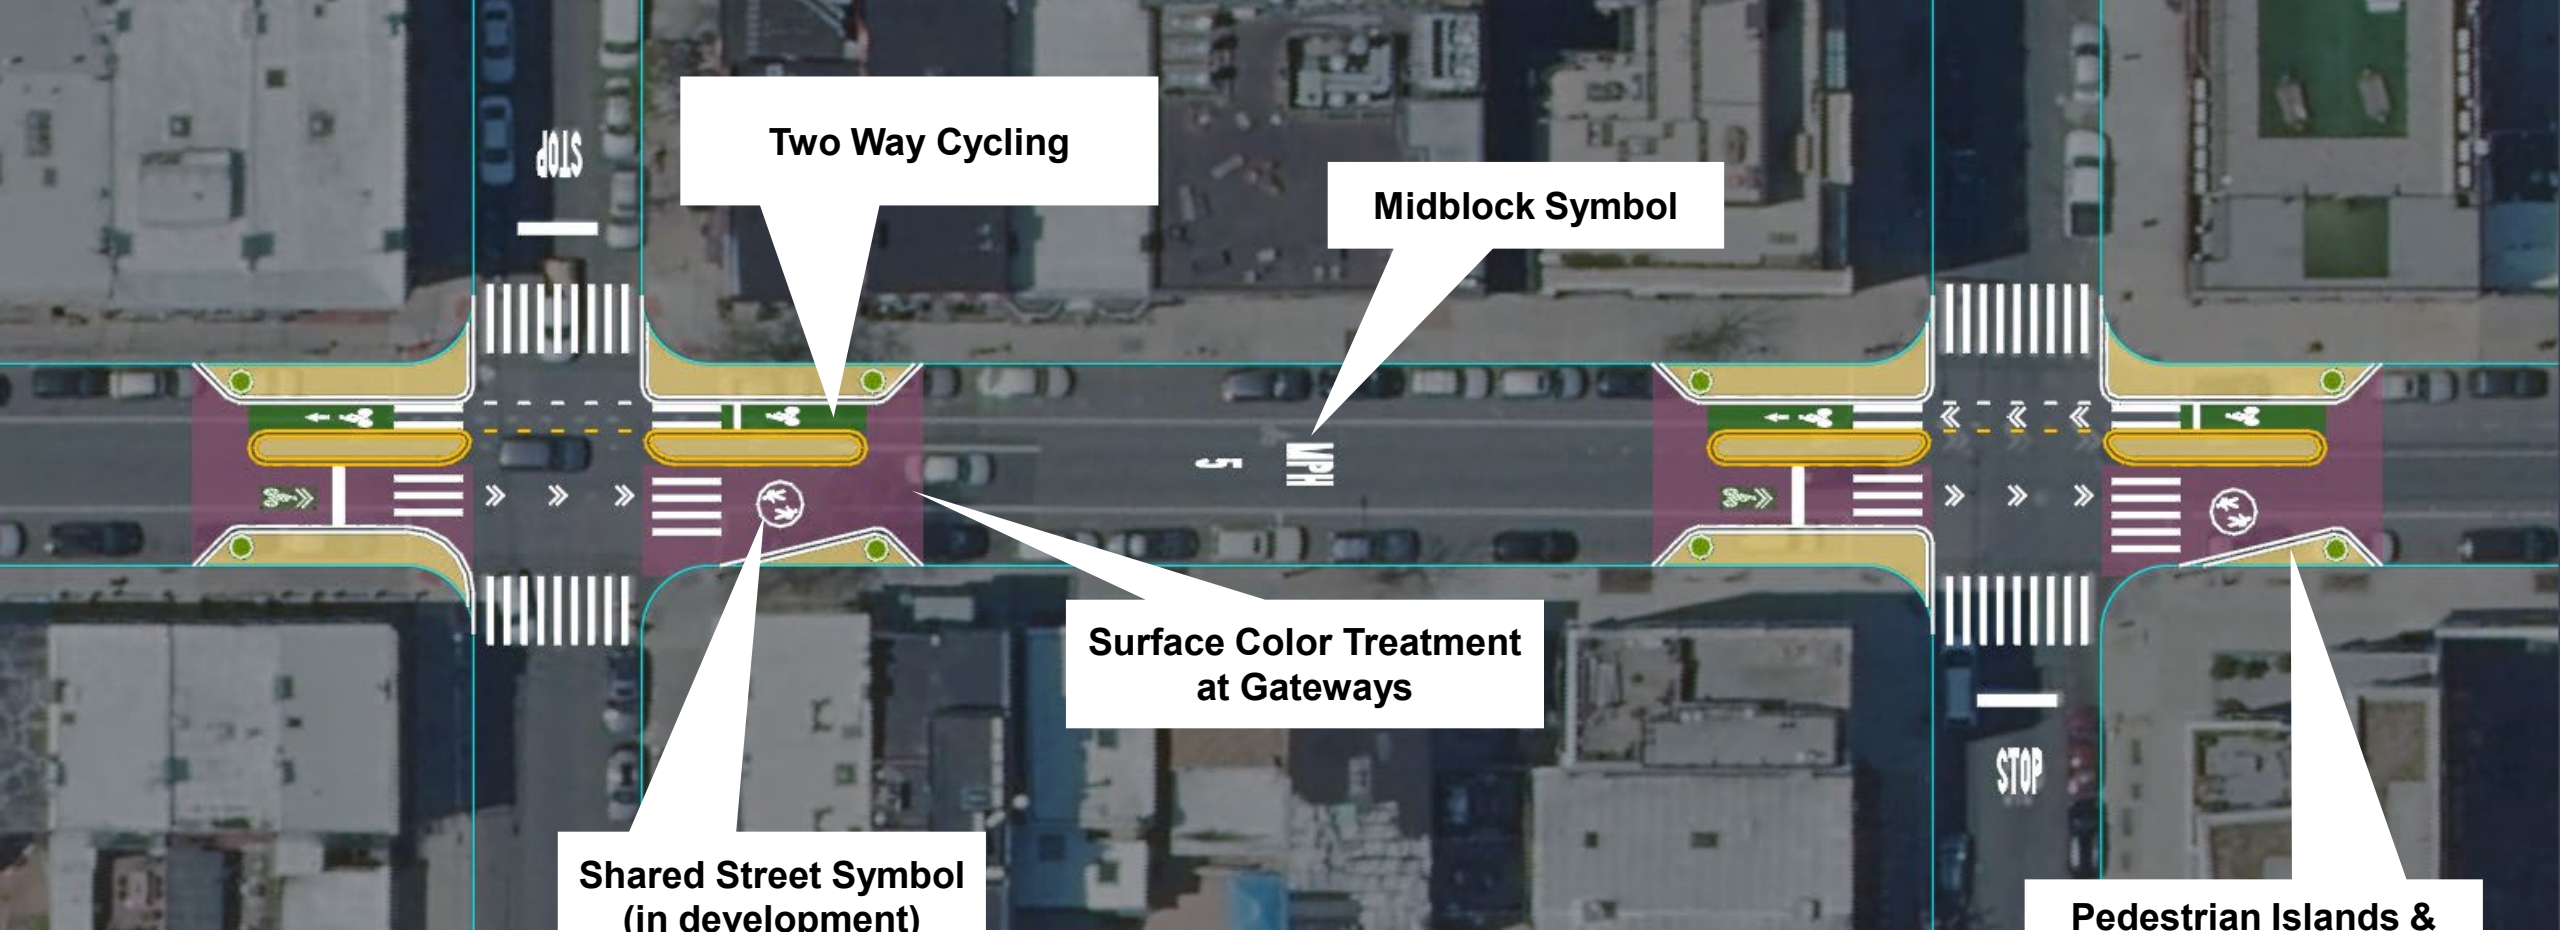 STOP
Two Way Cycling
Midblock Symbol
5 MPH
Surface Color Treatment
at Gateways
STOP
Shared Street Symbol
(in development)
Pedestrian Islands &